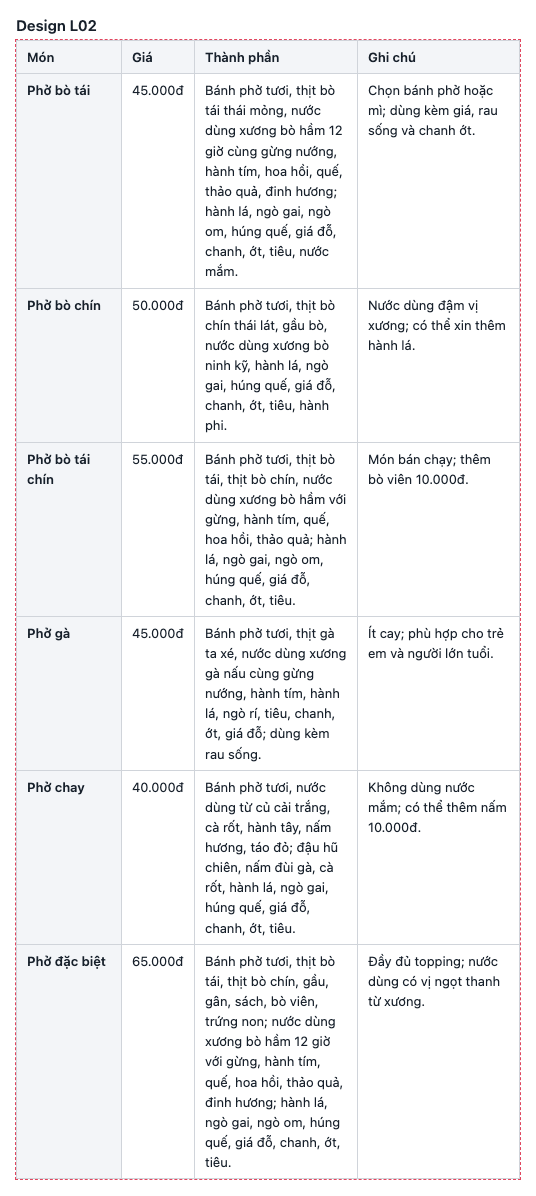 Design L02
Món Giá Thành phần Ghi chú
Phở bò tái 45.000đ Bánh phở tươi, thịt bò Chọn bánh phở hoặc
tái thái mỏng, nước mì; dùng kèm giá, rau
dùng xương bò hầm 12 sống và chanh ớt.
giờ cùng gừng nướng,
hành tím, hoa hồi, quế,
thảo quả, đinh hương;
hành lá, ngò gai, ngò
om, húng quế, giá đỗ,
chanh, ớt, tiêu, nước
mắm.
Phở bò chín 50.000đ Bánh phở tươi, thịt bò Nước dùng đậm vị
chín thái lát, gầu bò, xương; có thể xin thêm
nước dùng xương bò hành lá.
ninh kỹ, hành lá, ngò
gai, húng quế, giá đỗ,
chanh, ớt, tiêu, hành
phi.
Phở bò tái 55.000đ Bánh phở tươi, thịt bò Món bán chạy; thêm
chín tái, thịt bò chín, nước bò viên 10.000đ.
dùng xương bò hầm với
gừng, hành tím, quế,
hoa hồi, thảo quả; hành
lá, ngò gai, ngò om,
húng quế, giá đỗ,
chanh, ớt, tiêu.
Phở gà 45.000đ Bánh phở tươi, thịt gà Ít cay; phù hợp cho trẻ
ta xé, nước dùng xương em và người lớn tuổi.
gà nấu cùng gừng
nướng, hành tím, hành
lá, ngò rí, tiêu, chanh,
ớt, giá đỗ; dùng kèm
rau sống.
Phở chay 40.000đ Bánh phở tươi, nước Không dùng nước
dùng từ củ cải trắng, mắm; có thể thêm nấm
cà rốt, hành tây, nấm 10.000đ.
hương, táo đỏ; đậu hũ
chiên, nấm đùi gà, cà
rốt, hành lá, ngò gai,
húng quế, giá đỗ,
chanh, ớt, tiêu.
Phở đặc biệt 65.000đ Bánh phở tươi, thịt bò Đầy đủ topping; nước
tái, thịt bò chín, gầu, dùng có vị ngọt thanh
gân, sách, bò viên, từ xương.
trứng non; nước dùng
xương bò hầm 12 giờ
với gừng, hành tím,
quế, hoa hồi, thảo quả,
đinh hương; hành lá,
ngò gai, ngò om, húng
quế, giá đỗ, chanh, ớt,
tiêu.